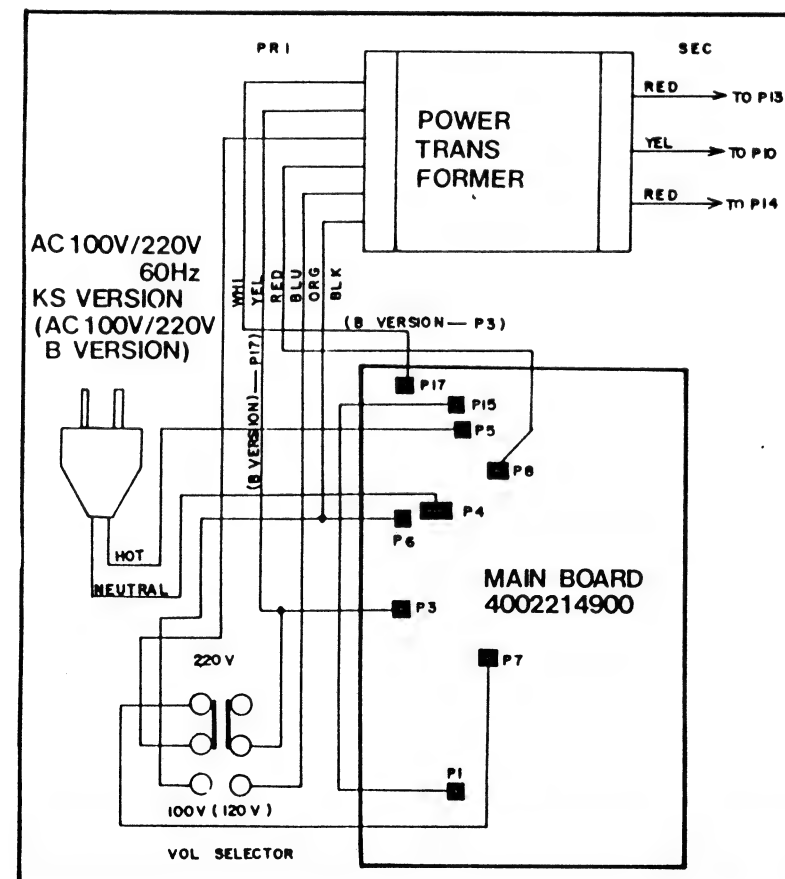 PRI
SEC
POWER
TRANS
FORMER
RED
TO P13
YEL
TO P10
RED
TO P14
AC 100V/220V
60Hz
KS VERSION
(AC 100V/220V
B VERSION)
WHI
YEL
RED
BLU
ORG
BLK
(B VERSION — P3)
(B VERSION) — P17)
P17
P15
P5
P8
P4
P6
HOT
NEUTRAL
P3
MAIN BOARD
4002214900
P7
220V
P1
100V (120V)
VOL SELECTOR